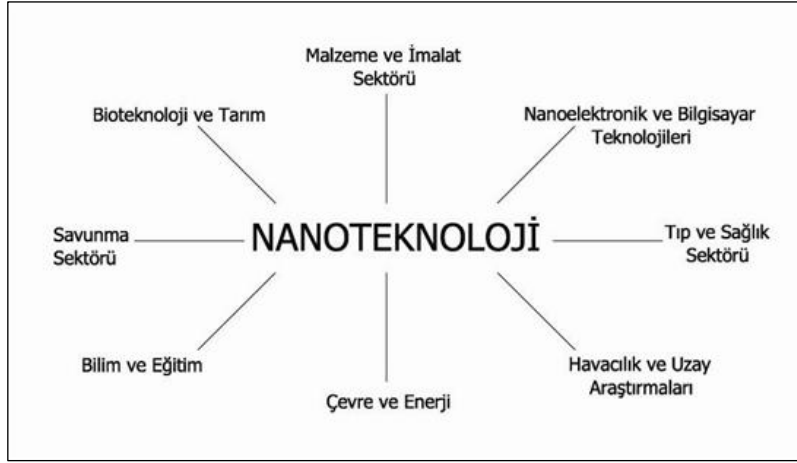 Malzeme ve İmalat
Sektörü
Bioteknoloji ve Tarım
Nanoelektronik ve Bilgisayar
Teknolojileri
Savunma
Sektörü
NANOTEKNOLOJİ
Tıp ve Sağlık
Sektörü
Bilim ve Eğitim
Çevre ve Enerji
Havacılık ve Uzay
Araştırmaları